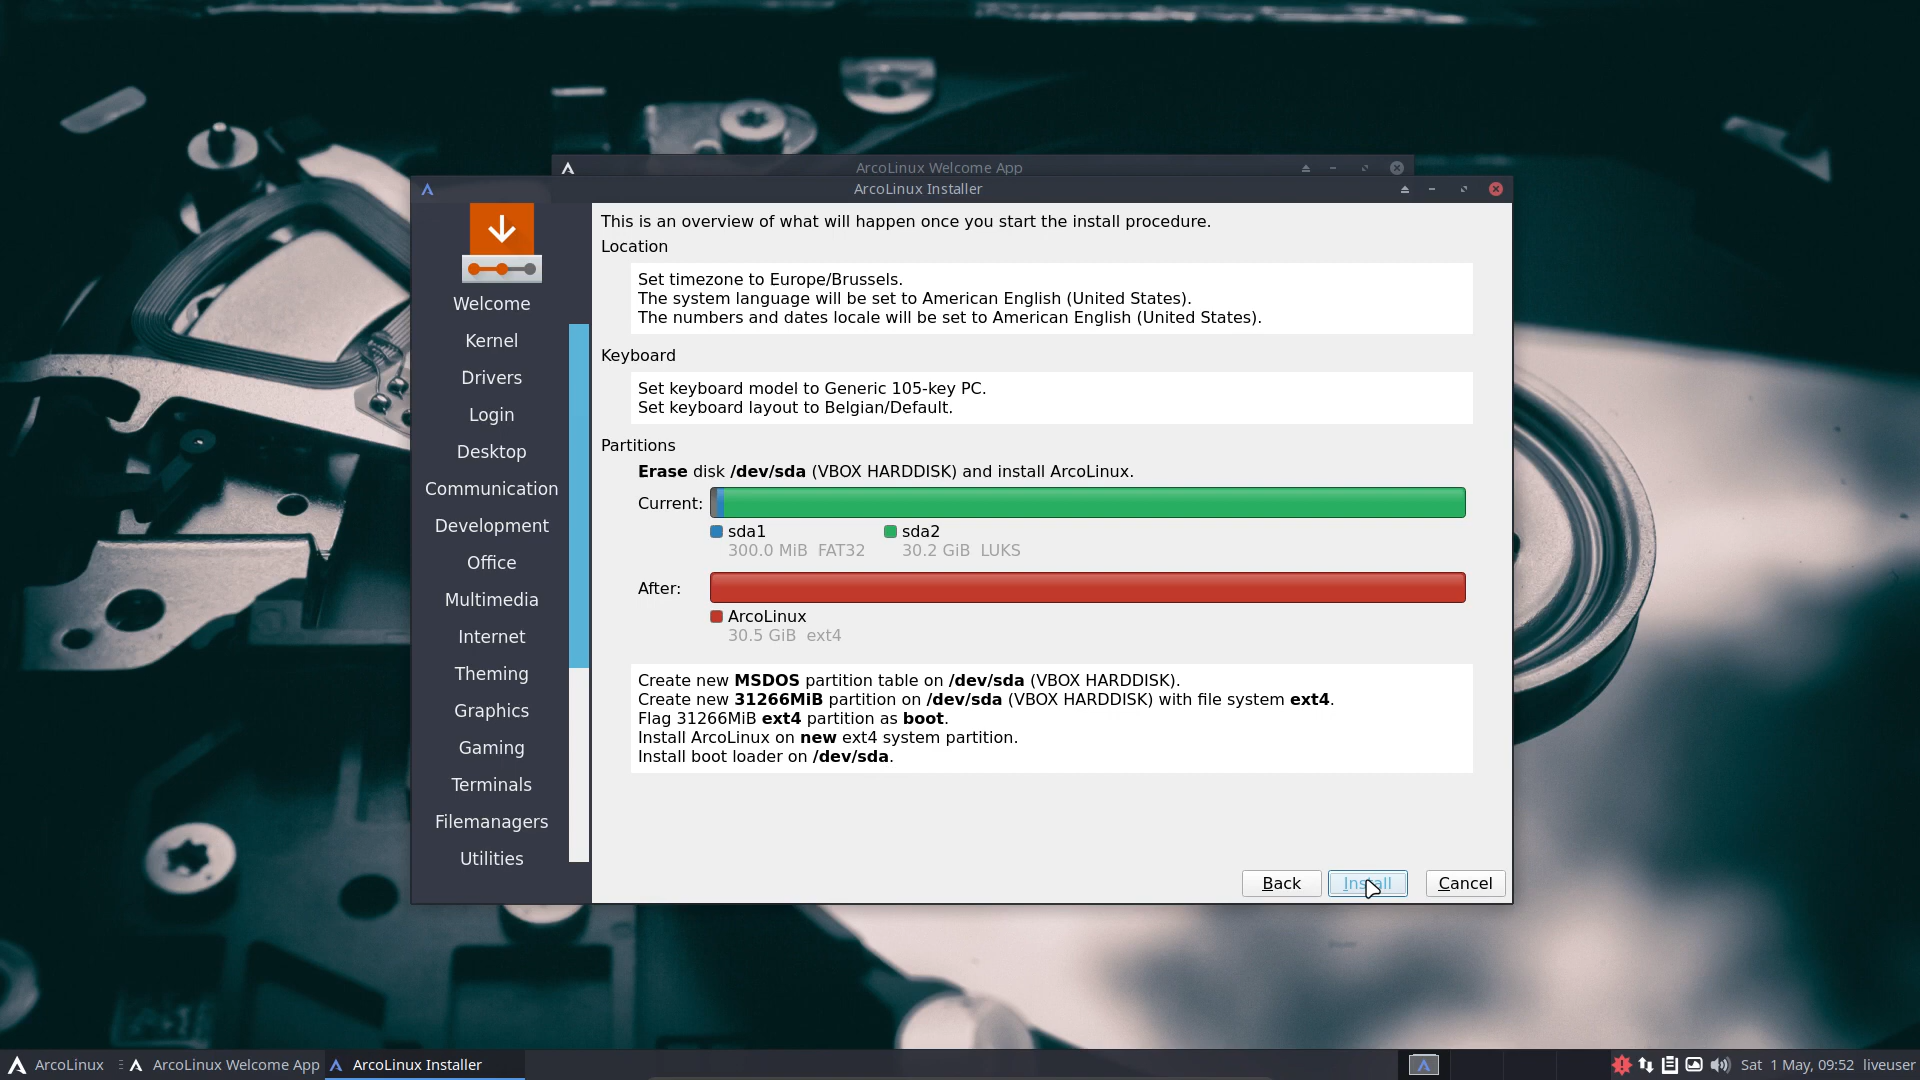 ArcoLinux Welcome App
ArcoLinux Installer
Welcome
Kernel
Drivers
Login
Desktop
Communication
Development
Office
Multimedia
Internet
Theming
Graphics
Gaming
Terminals
Filemanagers
Utilities
This is an overview of what will happen once you start the install procedure.
Location
Set timezone to Europe/Brussels.
The system language will be set to American English (United States).
The numbers and dates locale will be set to American English (United States).
Keyboard
Set keyboard model to Generic 105-key PC.
Set keyboard layout to Belgian/Default.
Partitions
Erase disk /dev/sda (VBOX HARDDISK) and install ArcoLinux.
Current:
sda1 sda2
300.0 MiB FAT32 30.2 GiB LUKS
After:
ArcoLinux
30.5 GiB ext4
Create new MSDOS partition table on /dev/sda (VBOX HARDDISK).
Create new 31266MiB partition on /dev/sda (VBOX HARDDISK) with file system ext4.
Flag 31266MiB ext4 partition as boot.
Install ArcoLinux on new ext4 system partition.
Install boot loader on /dev/sda.
Back Install Cancel
ArcoLinux ArcoLinux Welcome App ArcoLinux Installer Sat 1 May, 09:52 liveuser